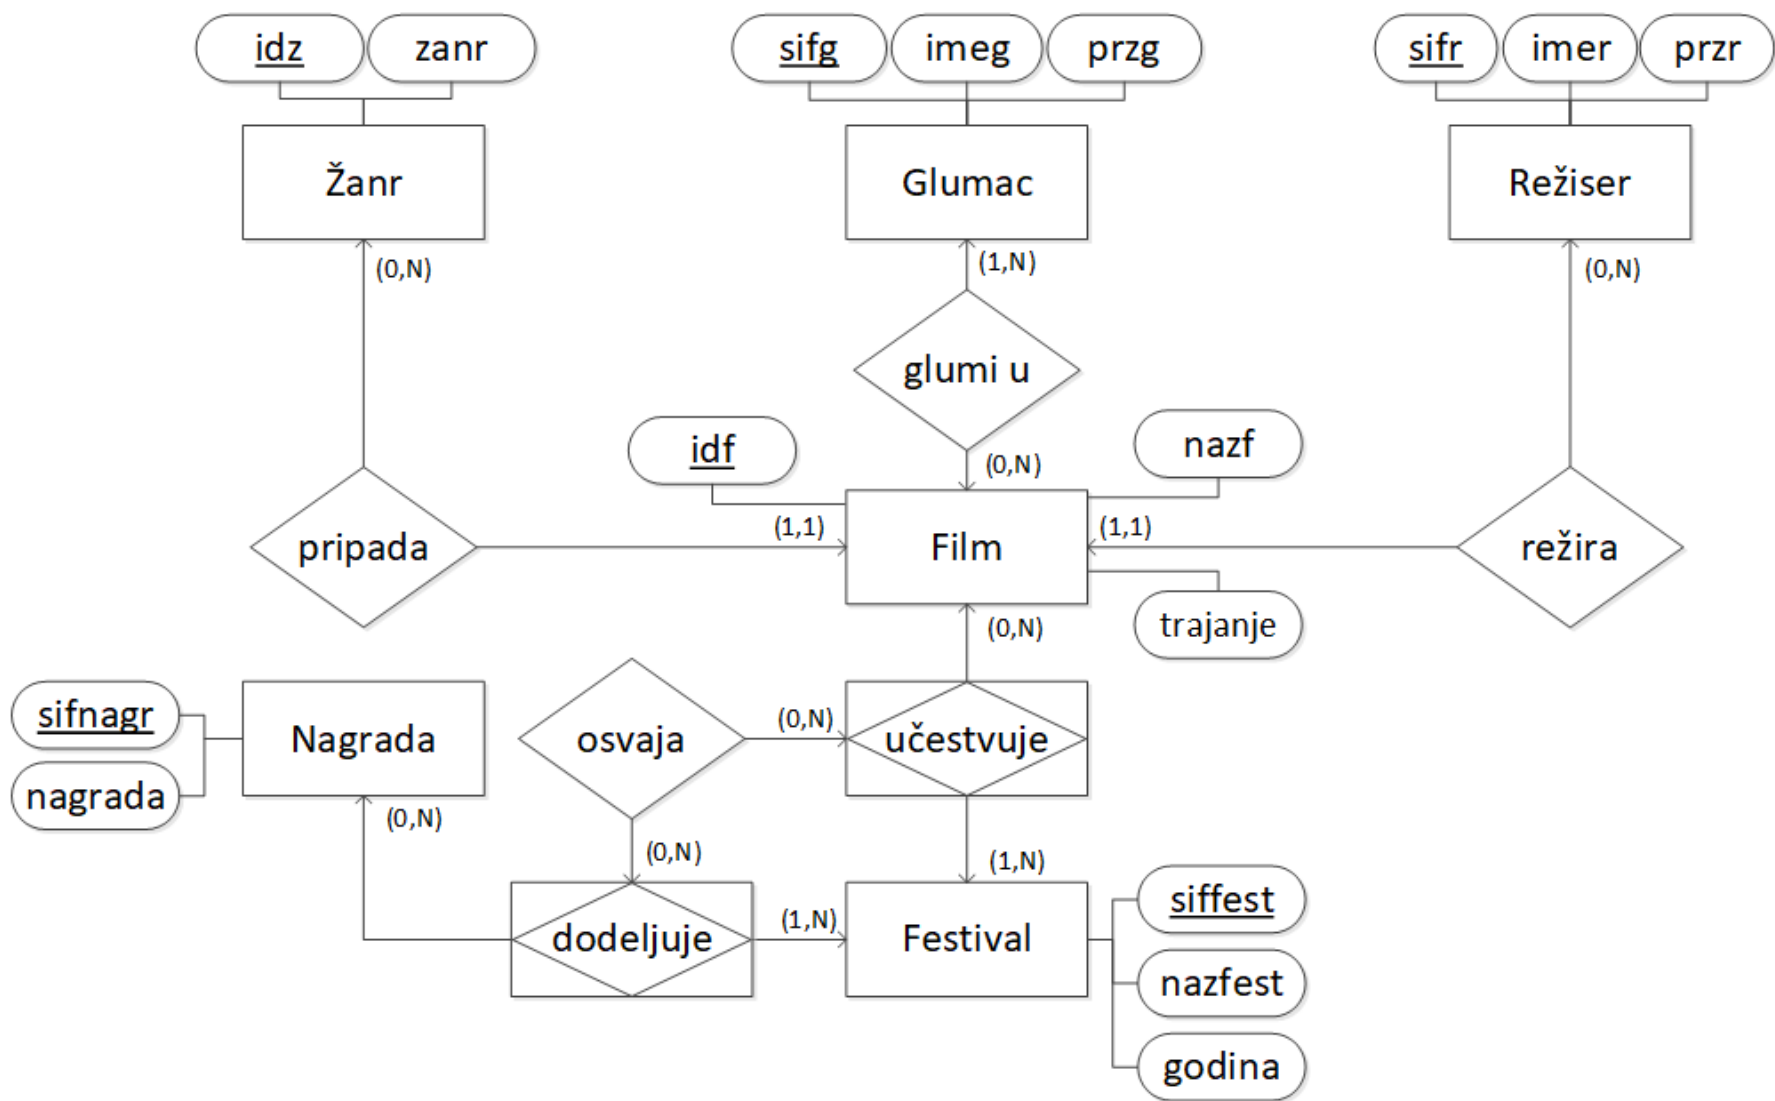 idz zanr sifg imeg przg sifr imer przr
Žanr Glumac Režiser
(0,N) (1,N) (0,N)
glumi u
idf (0,N) nazf
pripada (1,1) Film (1,1) režira
(0,N) trajanje
sifnagr
nagrada
Nagrada osvaja (0,N) učestvuje
(0,N) (0,N) (1,N)
dodeljuje (1,N) Festival
siffest
nazfest
godina